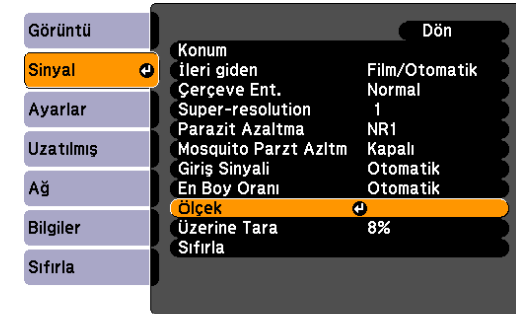 Görüntü
Sinyal
Ayarlar
Uzatılmış
Ağ
Bilgiler
Sıfırla
Dön
Konum
İleri giden Film/Otomatik
Çerçeve Ent. Normal
Super-resolution 1
Parazit Azaltma NR1
Mosquito Parzt Azltm Kapalı
Giriş Sinyali Otomatik
En Boy Oranı Otomatik
Ölçek
Üzerine Tara 8%
Sıfırla